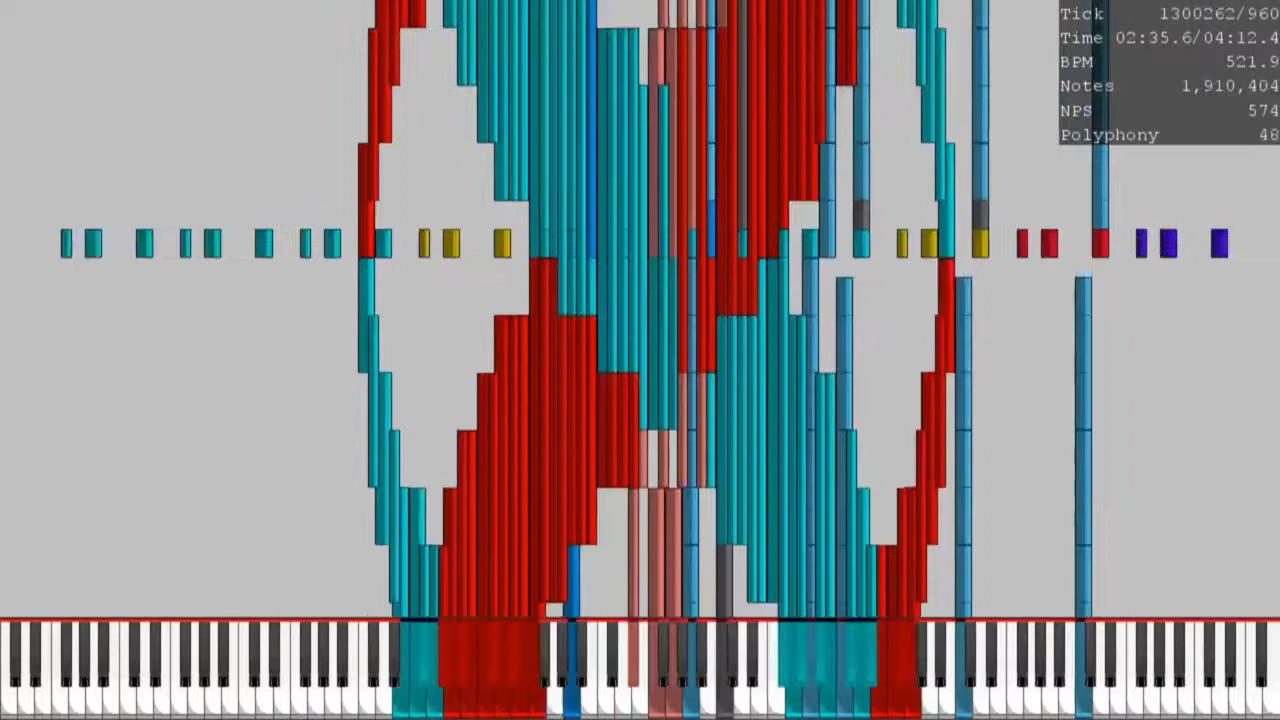 Tick 1300262/960
Time 02:35.6/04:12.4
BPM 521.9
Notes 1,910,404
NPS 574
Polyphony 48